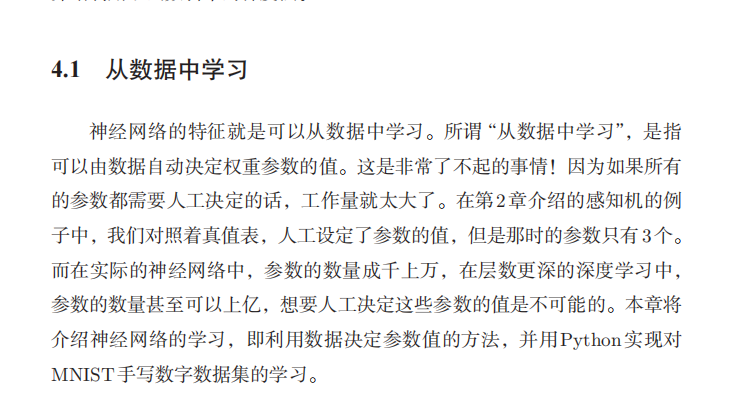 4.1 从数据中学习
神经网络的特征就是可以从数据中学习。所谓“从数据中学习”，是指
可以由数据自动决定权重参数的值。这是非常了不起的事情！因为如果所有
的参数都需要人工决定的话，工作量就太大了。在第2章介绍的感知机的例
子中，我们对照着真值表，人工设定了参数的值，但是那时的参数只有3个。
而在实际的神经网络中，参数的数量成千上万，在层数更深的深度学习中，
参数的数量甚至可以上亿，想要人工决定这些参数的值是不可能的。本章将
介绍神经网络的学习，即利用数据决定参数值的方法，并用Python实现对
MNIST手写数字数据集的学习。